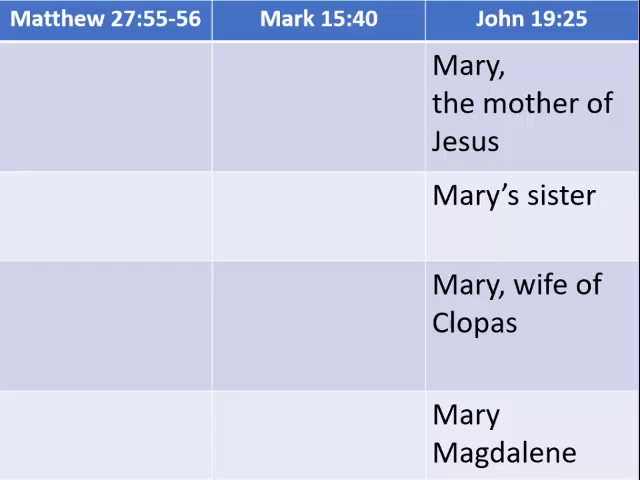 Matthew 27:55-56 Mark 15:40 John 19:25
Mary,
the mother of
Jesus
Mary’s sister
Mary, wife of
Clopas
Mary
Magdalene